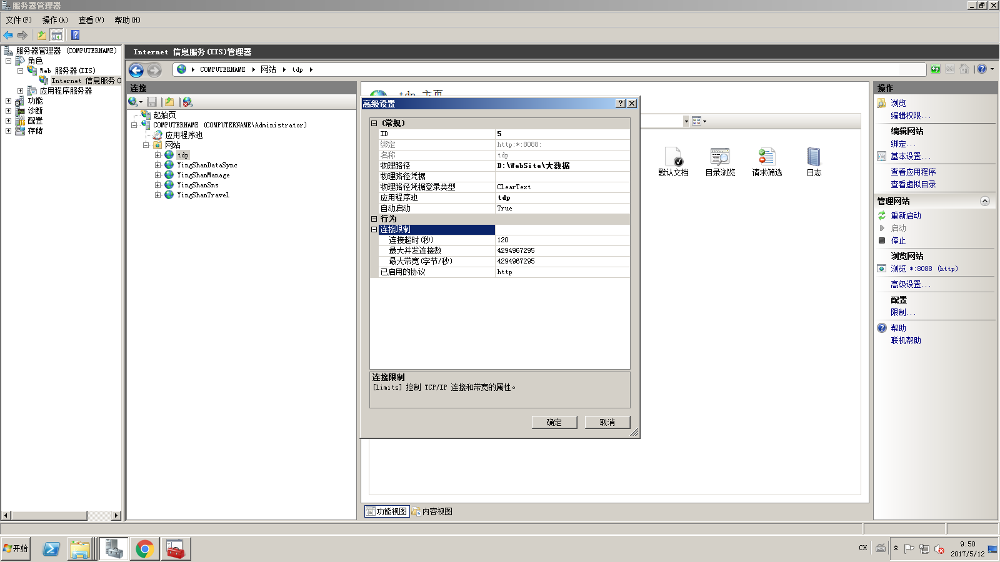 服务器管理器
文件(F) 操作(A) 查看(V) 帮助(H)
服务器管理器 (COMPUTERNAME)
角色
Web 服务器(IIS)
Internet 信息服务(I
应用程序服务器
功能
诊断
配置
存储
Internet 信息服务(IIS)管理器
COMPUTERNAME 网站 tdp
连接
起始页
COMPUTERNAME (COMPUTERNAME\Administrator)
应用程序池
网站
tdp
YingShanDataSync
YingShanManage
YingShanSns
YingShanTravel
tdp 主页
高级设置
(常规)
ID 5
绑定 http:*:8088:
名称 tdp
物理路径 D:\WebSite\大数据
物理路径凭据
物理路径凭据登录类型 ClearText
应用程序池 tdp
自动启动 True
行为
连接限制
连接超时(秒) 120
最大并发连接数 4294967295
最大带宽(字节/秒) 4294967295
已启用的协议 http
连接限制
[limits] 控制 TCP/IP 连接和带宽的属性。
确定 取消
默认文档 目录浏览 请求筛选 日志
功能视图 内容视图
操作
浏览
编辑权限...
编辑网站
绑定...
基本设置...
查看应用程序
查看虚拟目录
管理网站
重新启动
启动
停止
浏览网站
浏览 *:8088 (http)
高级设置...
配置
限制...
帮助
联机帮助
开始
CH
9:50
2017/5/12